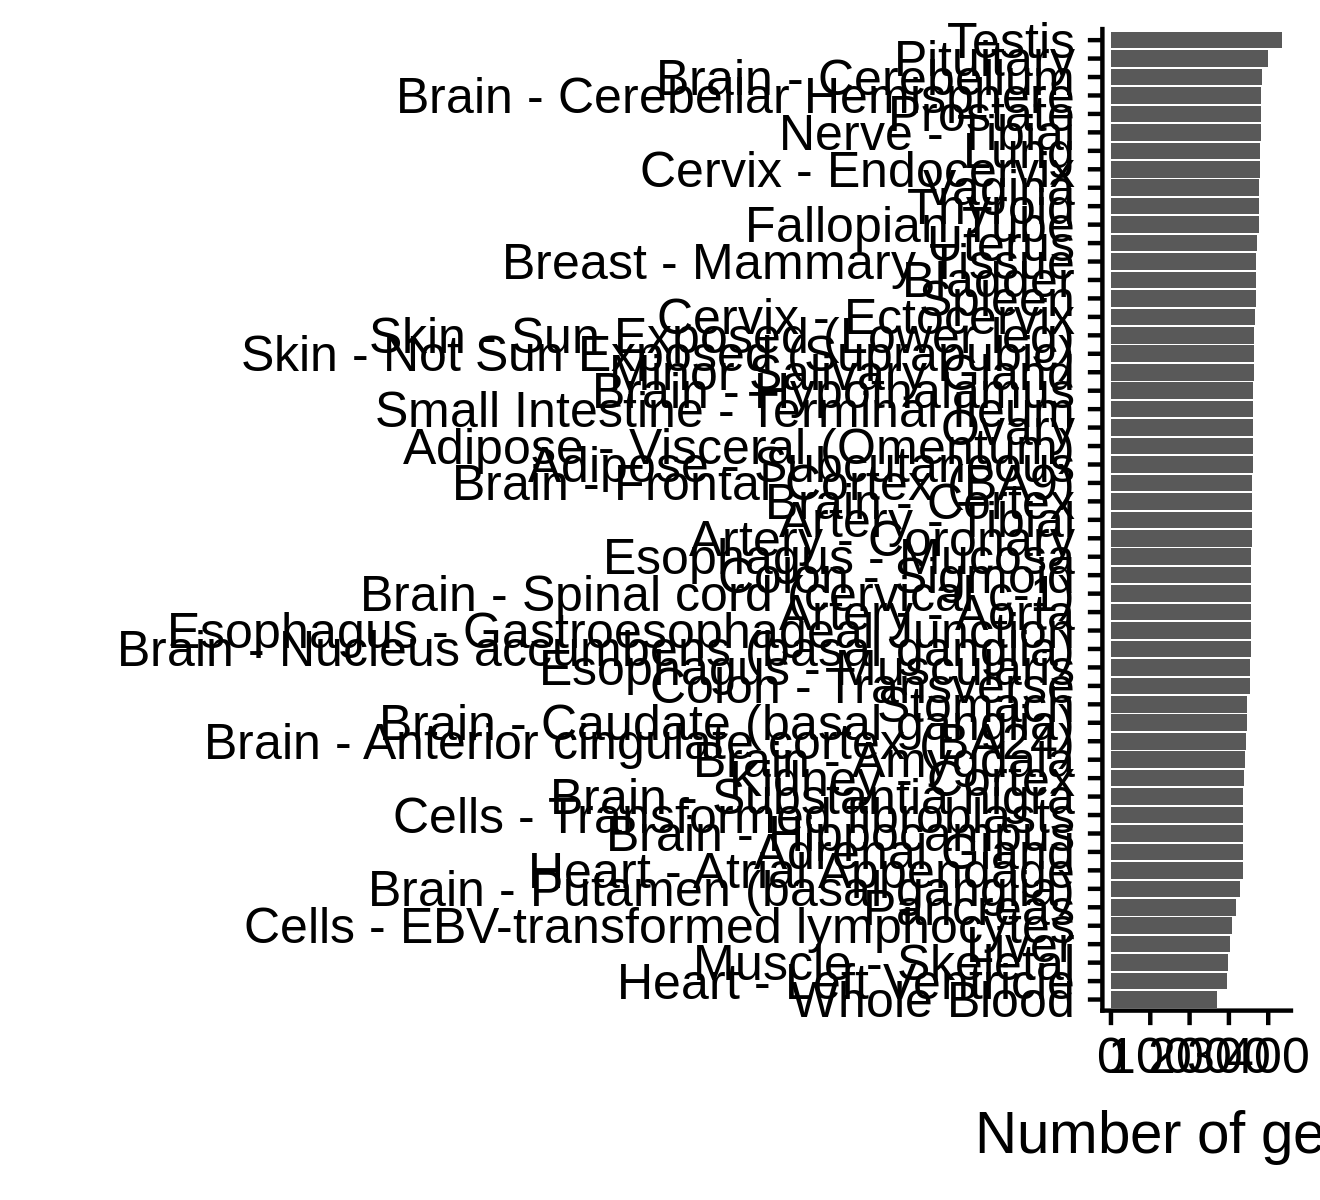 Testis
Pituitary
Brain - Cerebellum
Brain - Cerebellar Hemisphere
Prostate
Nerve - Tibial
Lung
Cervix - Endocervix
Vagina
Thyroid
Fallopian Tube
Uterus
Breast - Mammary Tissue
Bladder
Spleen
Cervix - Ectocervix
Skin - Sun Exposed (Lower leg)
Skin - Not Sun Exposed (Suprapubic)
Minor Salivary Gland
Brain - Hypothalamus
Small Intestine - Terminal Ileum
Ovary
Adipose - Visceral (Omentum)
Adipose - Subcutaneous
Brain - Frontal Cortex (BA9)
Brain - Cortex
Artery - Tibial
Artery - Coronary
Esophagus - Mucosa
Colon - Sigmoid
Brain - Spinal cord (cervical c-1)
Artery - Aorta
Esophagus - Gastroesophageal Junction
Brain - Nucleus accumbens (basal ganglia)
Esophagus - Muscularis
Colon - Transverse
Stomach
Brain - Caudate (basal ganglia)
Brain - Anterior cingulate cortex (BA24)
Brain - Amygdala
Kidney - Cortex
Brain - Substantia nigra
Cells - Transformed fibroblasts
Brain - Hippocampus
Adrenal Gland
Heart - Atrial Appendage
Brain - Putamen (basal ganglia)
Pancreas
Cells - EBV-transformed lymphocytes
Liver
Muscle - Skeletal
Heart - Left Ventricle
Whole Blood
0 100 200 300 400
Number of ge